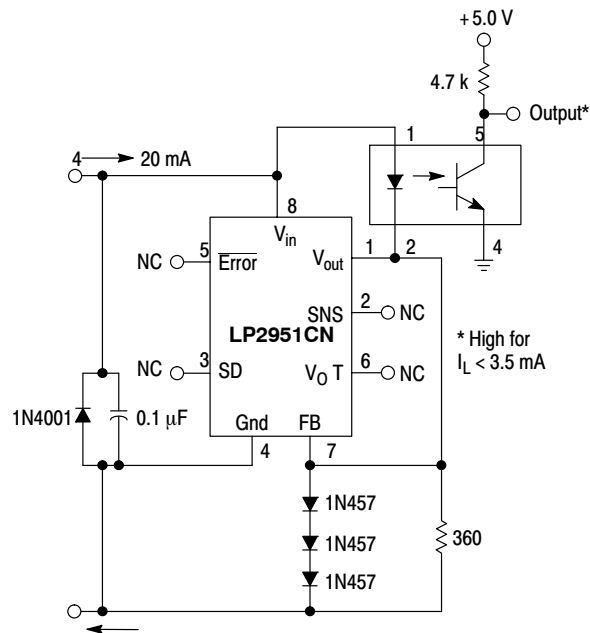 + 5.0 V
4.7 k
Output*
1
5
4 20 mA
4
8
Vin
5
NC
Error
Vout
1
2
SNS
2
NC
LP2951CN
* High for
IL < 3.5 mA
3
NC
SD
VO T
6
NC
1N4001
0.1 µF
Gnd
FB
4
7
1N457
1N457
1N457
360